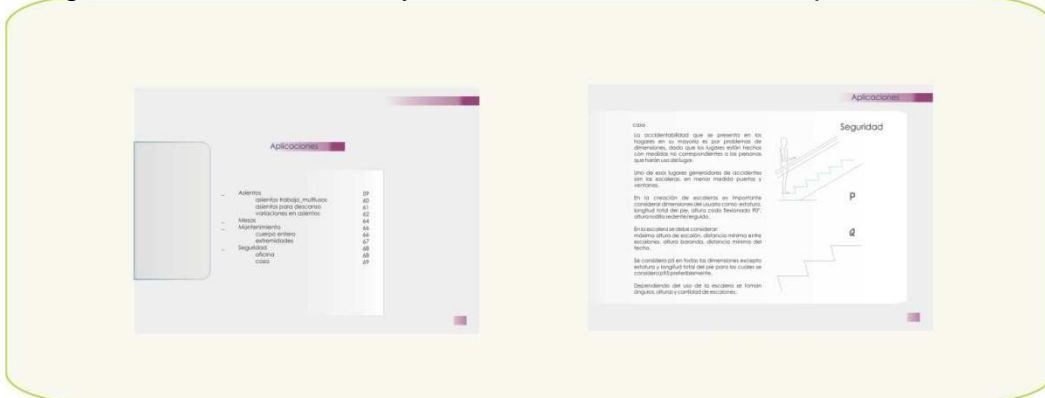 Aplicaciones
_ Asientos 59
asientos trabajo_multiusos 60
asientos para descanso 61
variaciones en asientos 62
_ Mesas 64
_ Mantenimiento 66
cuerpo entero 66
extremidades 67
_ Seguridad 68
oficina 68
casa 69
Aplicaciones
casa
Seguridad
La accidentabilidad que se presenta en los
hogares en su mayoría es por problemas de
dimensiones, dado que los lugares están hechos
con medidas no correspondientes a las personas
que harán uso del lugar.
Uno de esos lugares generadores de accidentes
son las escaleras, en menor medida puertas y
ventanas.
En la creación de escaleras es importante
considerar dimensiones del usuario como: estatura,
longitud total del pie, altura codo flexionado 90°,
altura rodilla sedente/erguido.
En la escalera se debe considerar:
máxima altura de escalón, distancia mínima entre
escalones, altura baranda, distancia mínima del
techo.
Se considera p5 en todas las dimensiones excepto
estatura y longitud total del pie para los cuales se
considera p95 preferiblemente.
Dependiendo del uso de la escalera se toman
ángulos, alturas y cantidad de escalones.
P
a